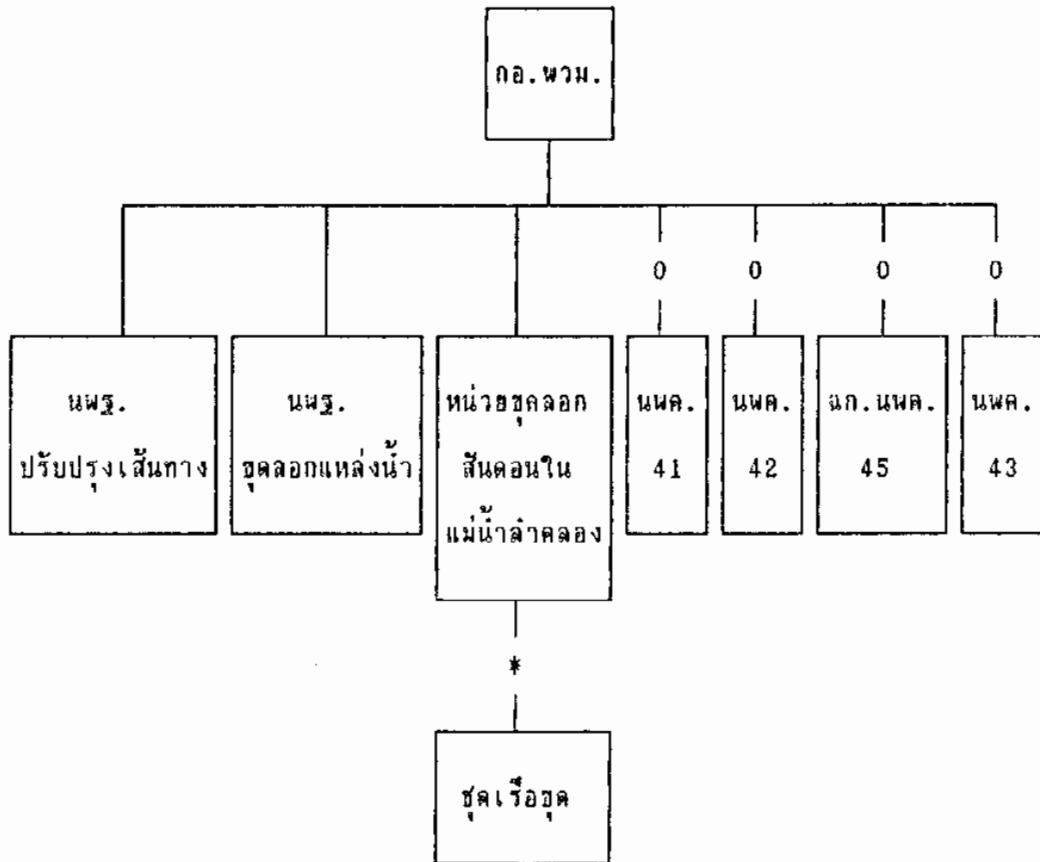 กอ.พวม.
0 0 0 0
นพฐ.
ปรับปรุงเส้นทาง
นพฐ.
ขุดลอกแหล่งน้ำ
หน่วยขุดลอก
สันดอนใน
แม่น้ำลำคลอง
นพค.
41
นพค.
42
ฉก.นพค.
45
นพค.
43
*
ชุดเรือขุด